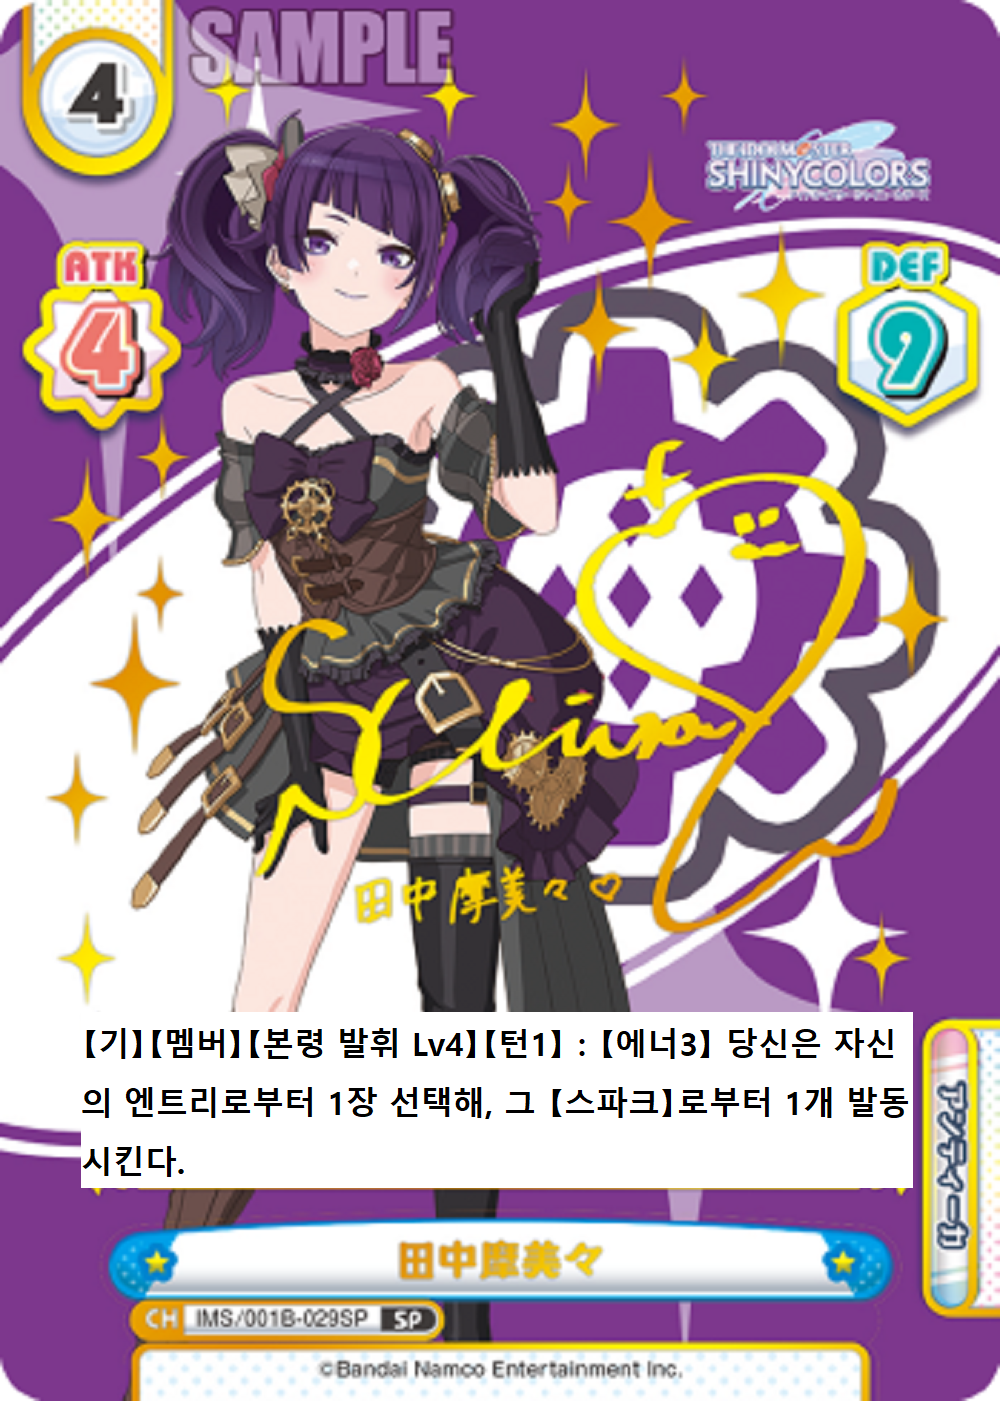 SAMPLE
4
THE IDOLM@STER
SHINYCOLORS
ATK
4
DEF
9
田中摩美々♡
【기】【멤버】【본령 발휘 Lv4】【턴1】 : 【에너3】 당신은 자신
의 엔트리로부터 1장 선택해, 그 【스파크】로부터 1개 발동
시킨다.
アンティーカ
田中摩美々
CH IMS/001B-029SP SP
©Bandai Namco Entertainment Inc.